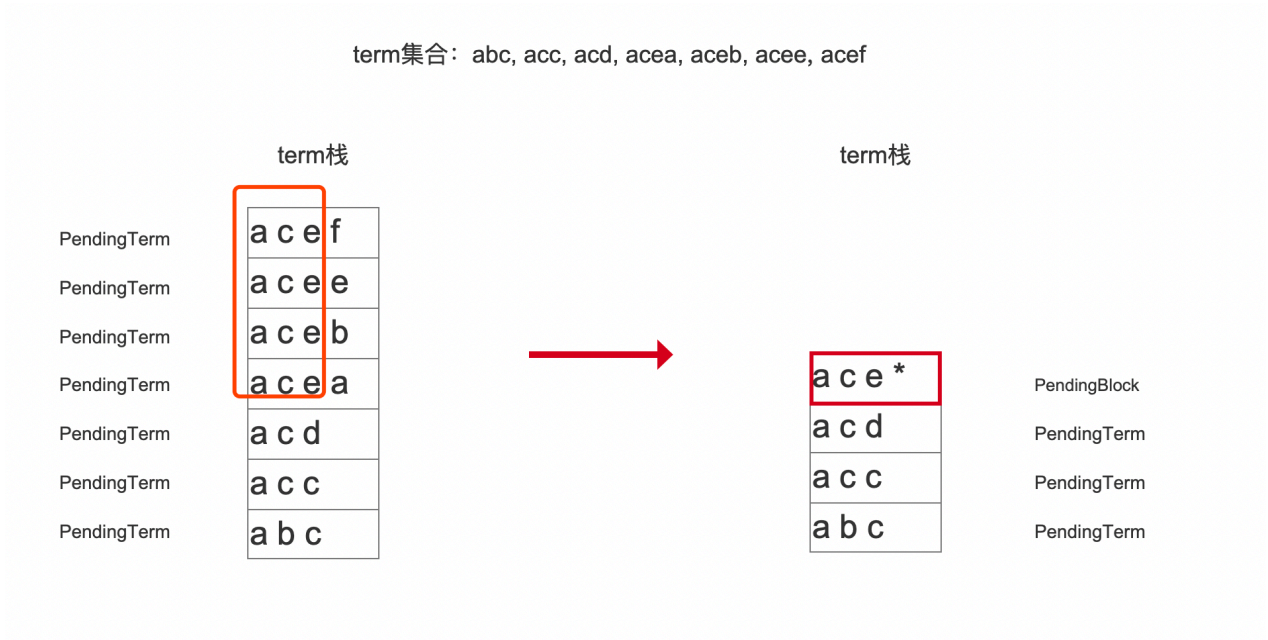 term集合：abc, acc, acd, acea, aceb, acee, acef
term栈
term栈
PendingTerm
a c e f
PendingTerm
a c e e
PendingTerm
a c e b
PendingTerm
a c e a
PendingTerm
a c d
PendingTerm
a c c
PendingTerm
a b c
a c e *
PendingBlock
a c d
PendingTerm
a c c
PendingTerm
a b c
PendingTerm